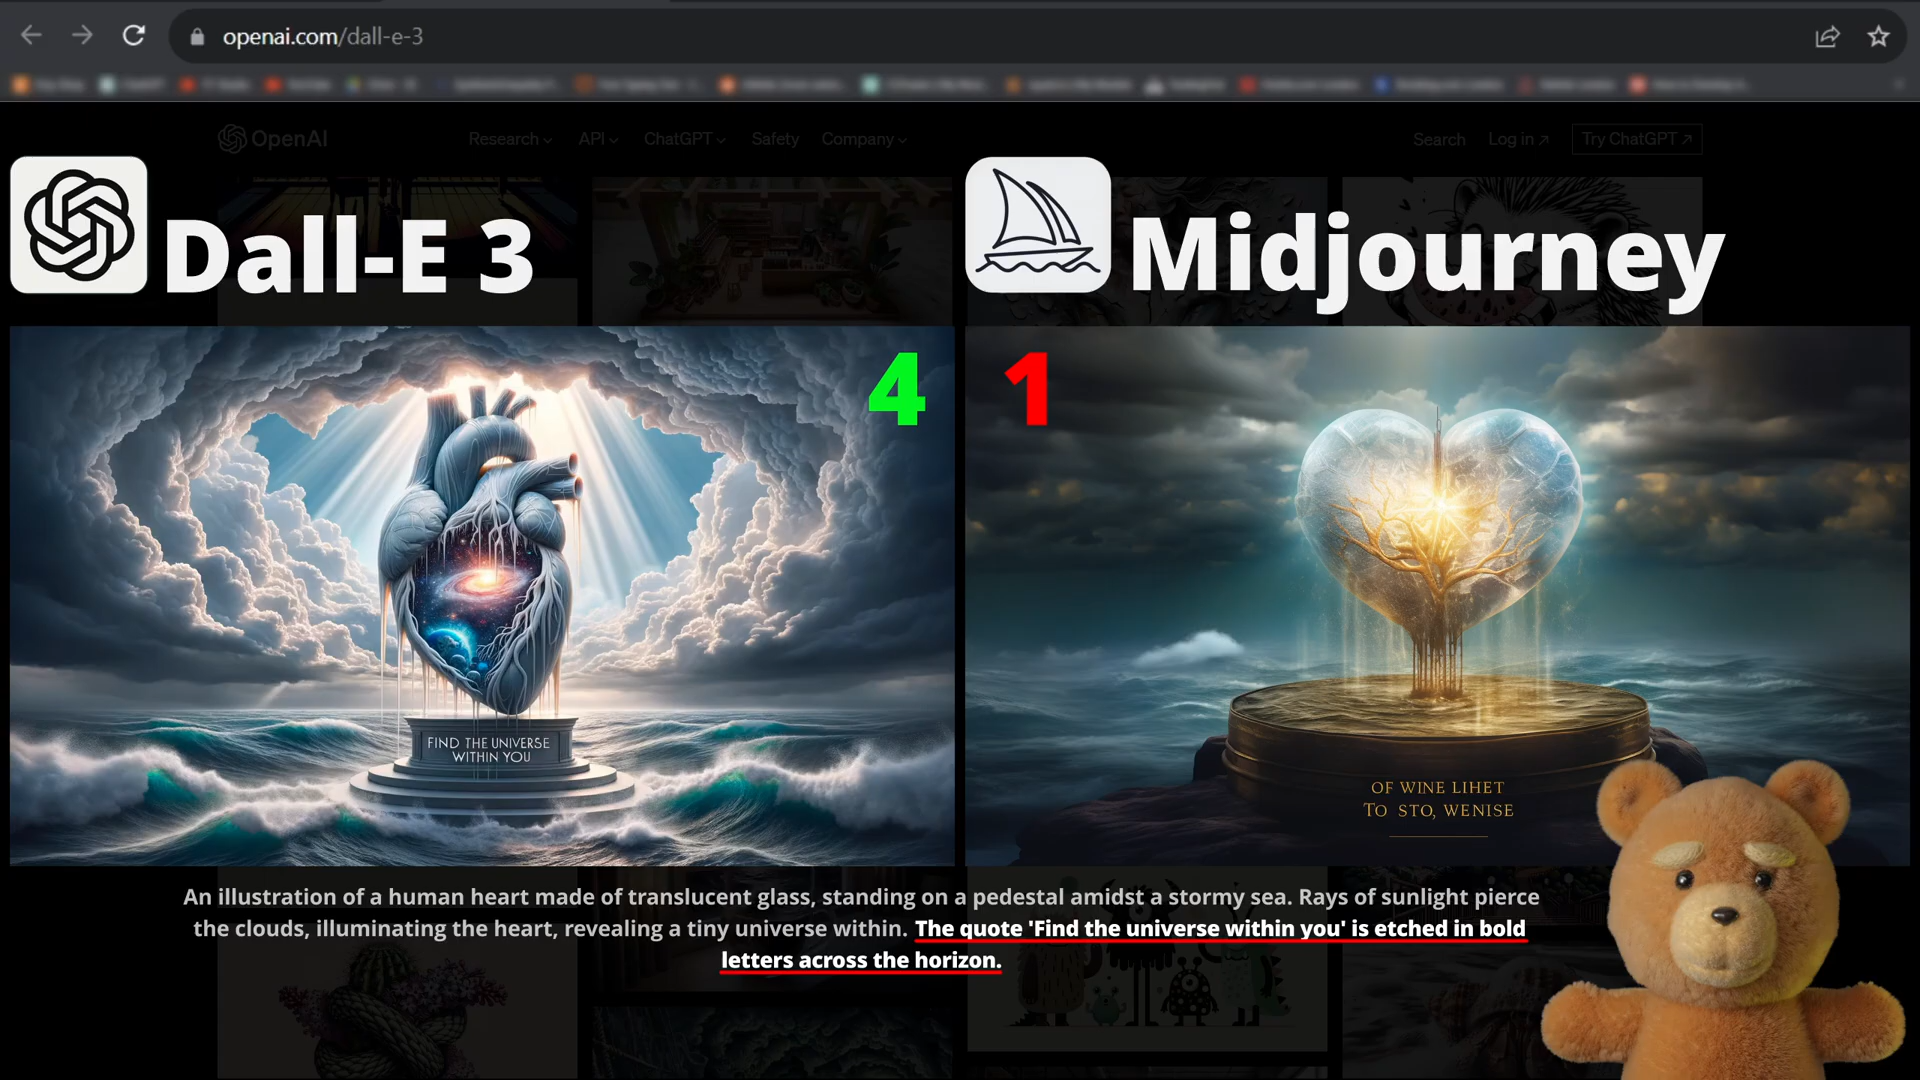 openai.com/dall-e-3
OpenAI
Research
API
ChatGPT
Safety
Company
Search
Log in ↗
Try ChatGPT ↗
Dall-E 3
Midjourney
4
1
FIND THE UNIVERSE
WITHIN YOU
OF WINE LIHET
TO STO, WENISE
An illustration of a human heart made of translucent glass, standing on a pedestal amidst a stormy sea. Rays of sunlight pierce
the clouds, illuminating the heart, revealing a tiny universe within. The quote 'Find the universe within you' is etched in bold
letters across the horizon.